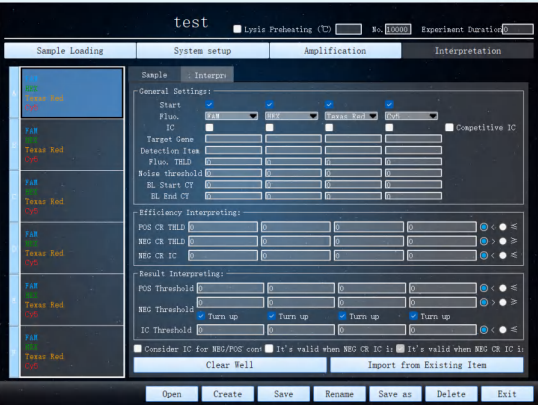 test
Lysis Preheating (℃) No. 10000 Experiment Duration 0
Sample Loading System setup Amplification Interpretation
Sample Interpre
General Settings:
Start
Fluo. FAM HEX Texas Red Cy5
IC Competitive IC
Target Gene
Detection Item
Fluo. THLD 0 0 0 0
Noise threshold 0 0 0 0
BL Start CY 0 0 0 0
BL End CY 0 0 0 0
Efficiency Interpreting:
POS CR THLD 0 0 0 0 < ≤
NEG CR THLD 0 0 0 0 > ≥
NEG CR IC 0 0 0 0 < ≤
Result Interpreting:
POS Threshold 0 0 0 0 < ≤
NEG Threshold 0 0 0 0 > ≥
Turn up Turn up Turn up Turn up
IC Threshold 0 0 0 0 < ≤
Consider IC for NEG/POS cont It's valid when NEG CR IC i: It's valid when NEG CR IC i:
Clear Well Import from Existing Item
FAM
HEX
Texas Red
Cy5
FAM
HEX
Texas Red
Cy5
FAM
HEX
Texas Red
Cy5
FAM
HEX
Texas Red
Cy5
FAM
HEX
Texas Red
Cy5
FAM
HEX
Texas Red
Cy5
Open Create Save Rename Save as Delete Exit